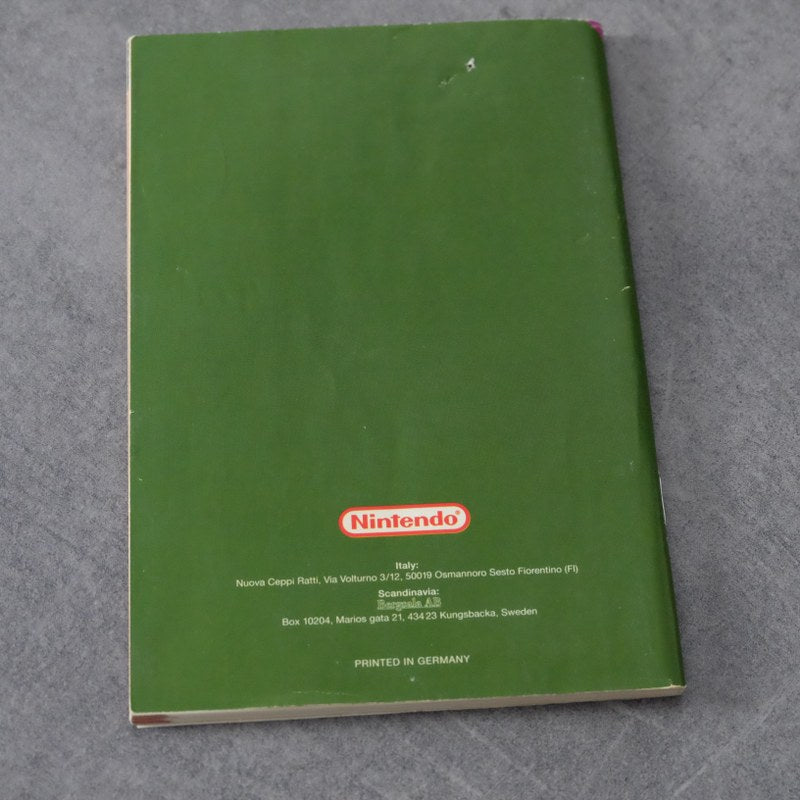 Nintendo®
Italy:
Nuova Ceppi Ratti, Via Volturno 3/12, 50019 Osmannoro Sesto Fiorentino (FI)
Scandinavia:
Bergsala AB
Box 10204, Marios gata 21, 434 23 Kungsbacka, Sweden
PRINTED IN GERMANY